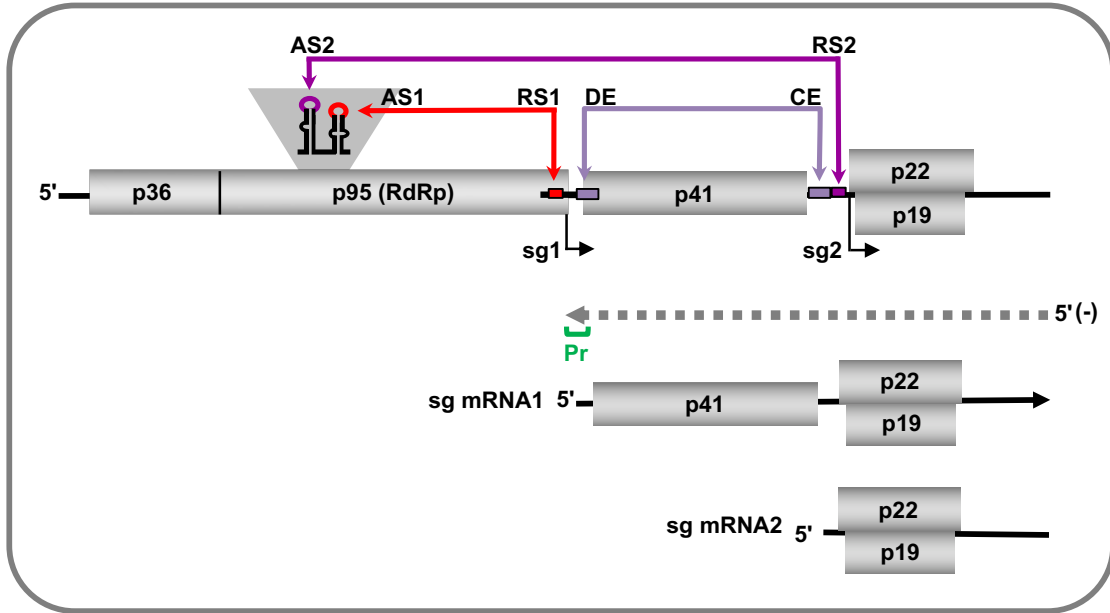 AS2 RS2
AS1 RS1 DE CE
5' p36 p95 (RdRp) p41 p22
p19
sg1 sg2
5' (-)
Pr
sg mRNA1 5' p41 p22
p19
sg mRNA2 5' p22
p19